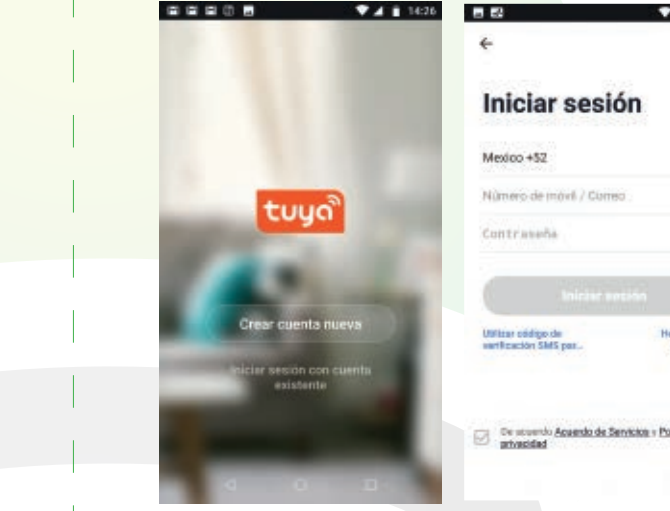 14:26
tuya
Crear cuenta nueva
Iniciar sesión con cuenta
existente
Iniciar sesión
Mexico +52
Número de móvil / Correo
Contraseña
Iniciar sesión
Utilizar código de
verificación SMS par...
De acuerdo Acuerdo de Servicios y
privacidad